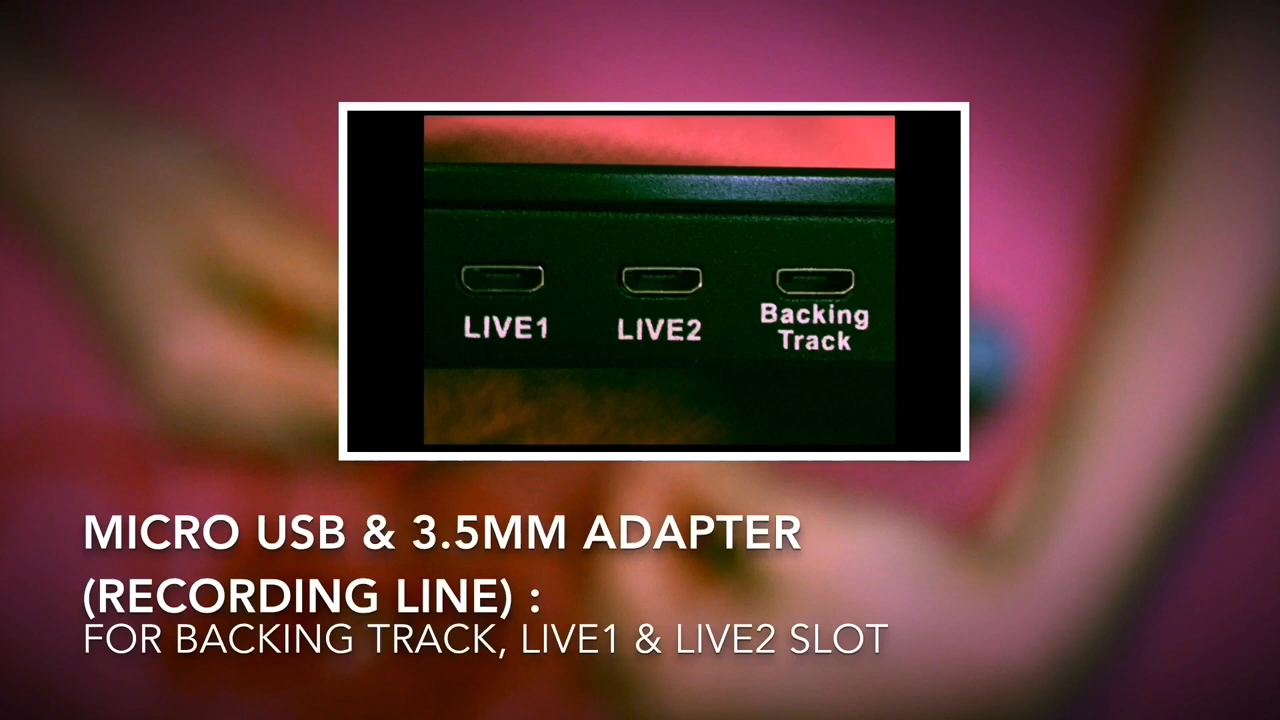 LIVE1
LIVE2
Backing
Track
MICRO USB & 3.5MM ADAPTER
(RECORDING LINE) :
FOR BACKING TRACK, LIVE1 & LIVE2 SLOT